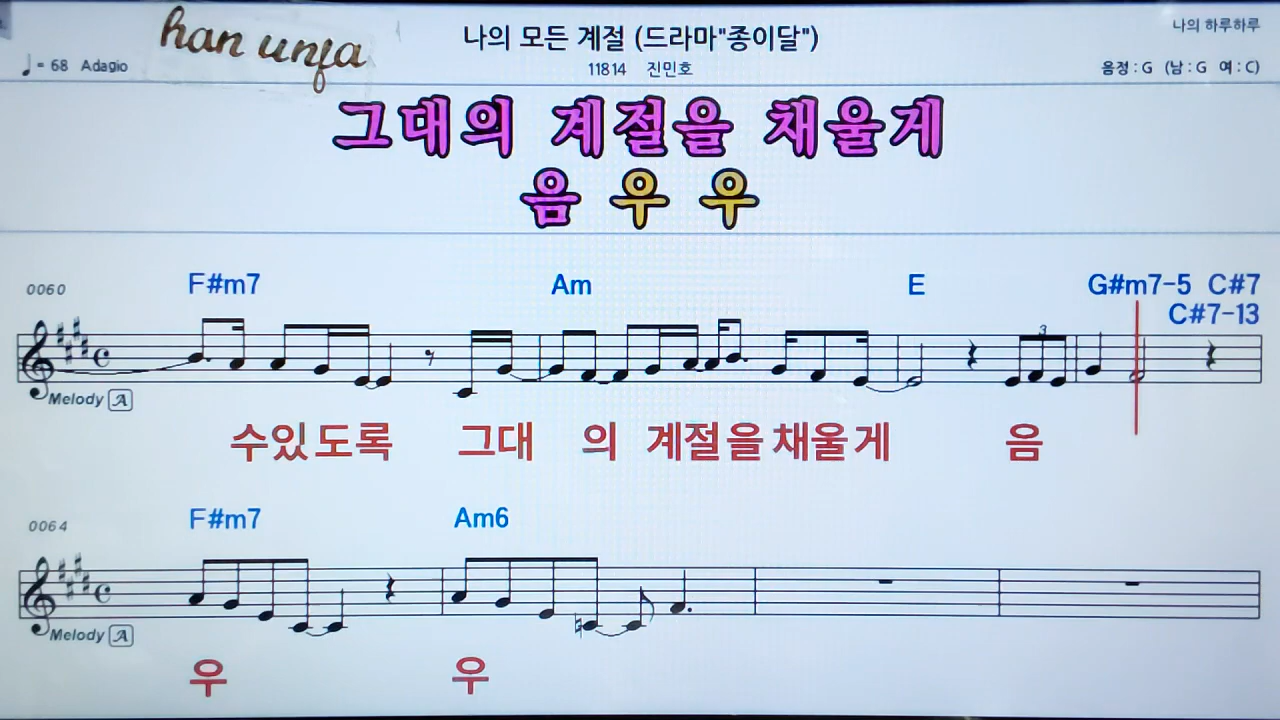 han unfa
나의 모든 계절 (드라마"종이달")
나의 하루하루
♩= 68 Adagio
11814 진민호
음정 : G (남 : G 여 : C)
그대의 계절을 채울게
음 우 우
0060 F#m7 Am E G#m7-5 C#7
C#7-13
3
Melody A
수있도록 그대 의 계절을채울게 음
0064 F#m7 Am6
Melody A
우 우